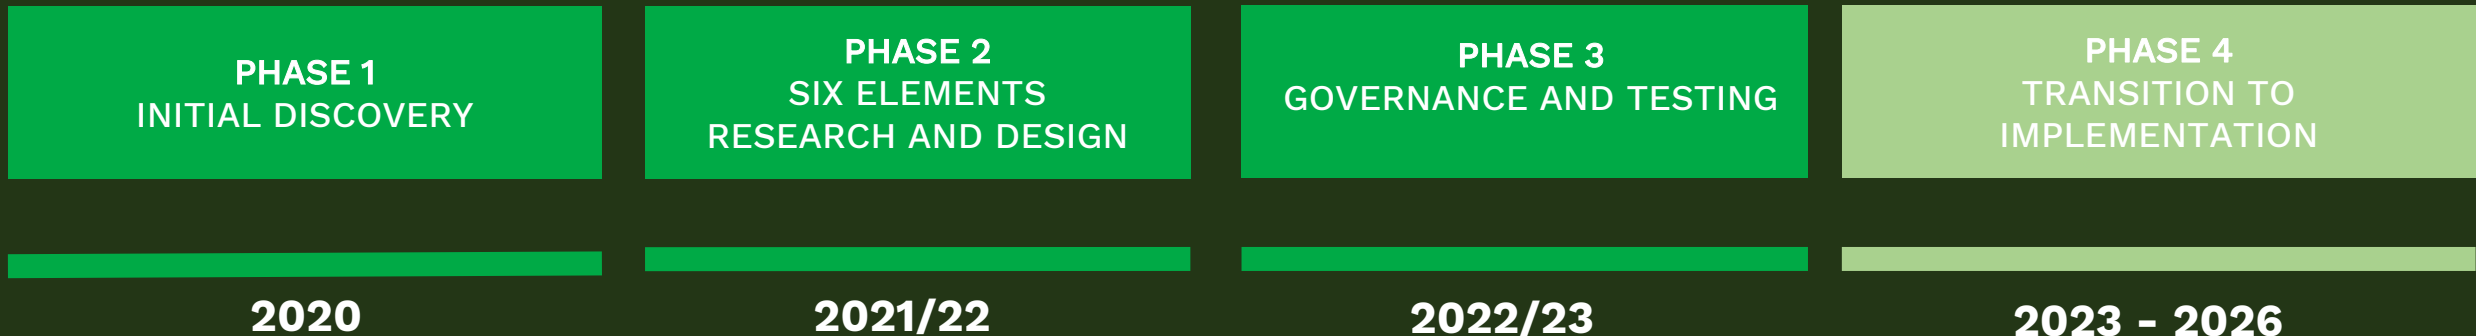 PHASE 1
INITIAL DISCOVERY
PHASE 2
SIX ELEMENTS
RESEARCH AND DESIGN
PHASE 3
GOVERNANCE AND TESTING
PHASE 4
TRANSITION TO
IMPLEMENTATION
2020
2021/22
2022/23
2023 - 2026